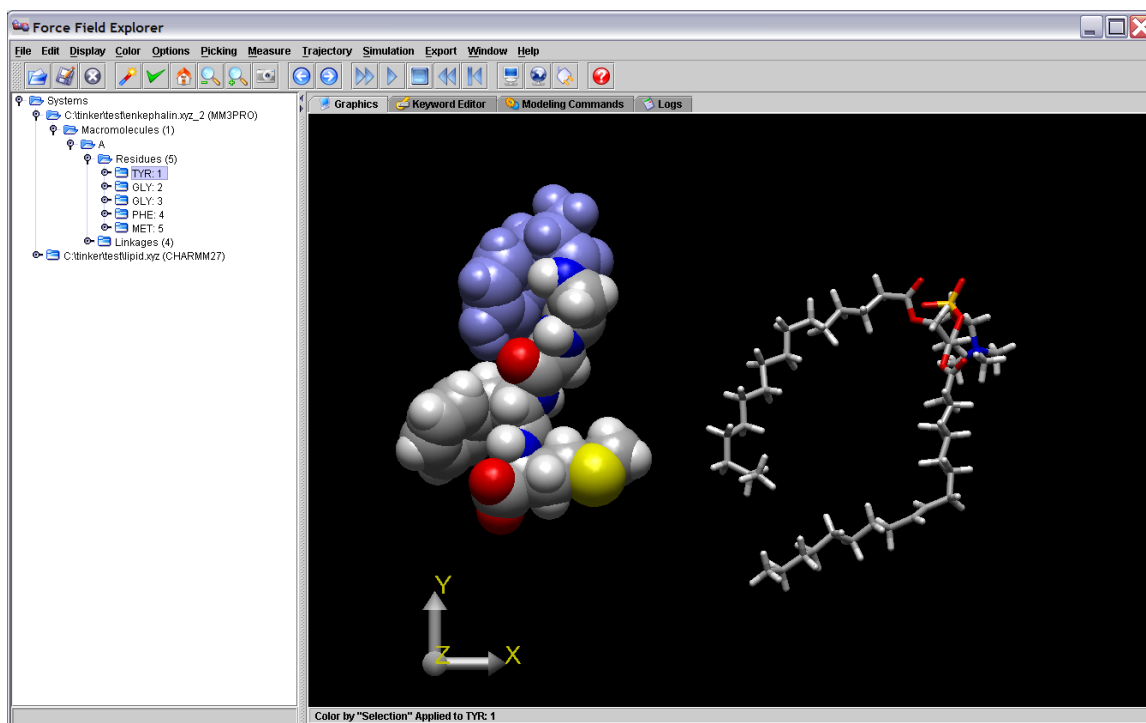 Force Field Explorer
File Edit Display Color Options Picking Measure Trajectory Simulation Export Window Help
Systems
C:\tinker\test\enkephalin.xyz_2 (MM3PRO)
Macromolecules (1)
A
Residues (5)
TYR: 1
GLY: 2
GLY: 3
PHE: 4
MET: 5
Linkages (4)
C:\tinker\test\lipid.xyz (CHARMM27)
Graphics Keyword Editor Modeling Commands Logs
Y
Z X
Color by "Selection" Applied to TYR: 1